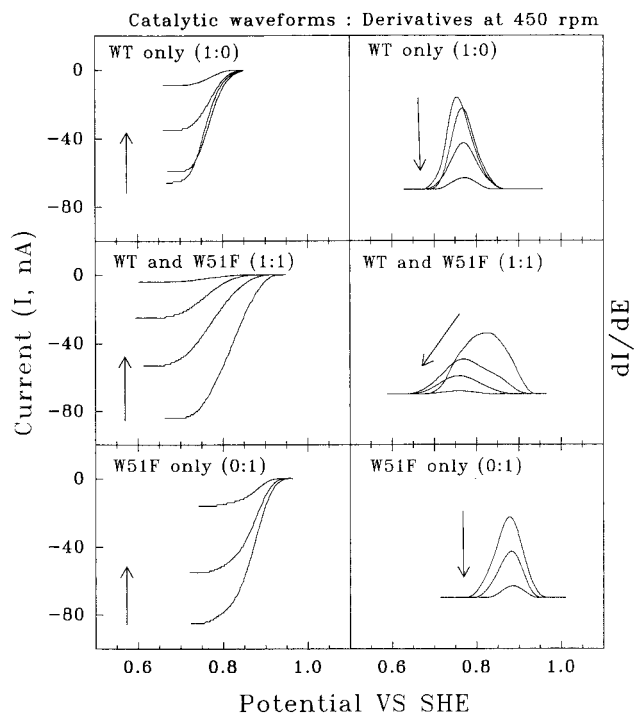 Catalytic waveforms : Derivatives at 450 rpm
WT only (1:0)
WT only (1:0)
0
−40
−80
WT and W51F (1:1)
WT and W51F (1:1)
0
−40
−80
W51F only (0:1)
W51F only (0:1)
0
−40
−80
Current (I, nA)
dI/dE
0.6 0.8 1.0 0.6 0.8 1.0
Potential VS SHE